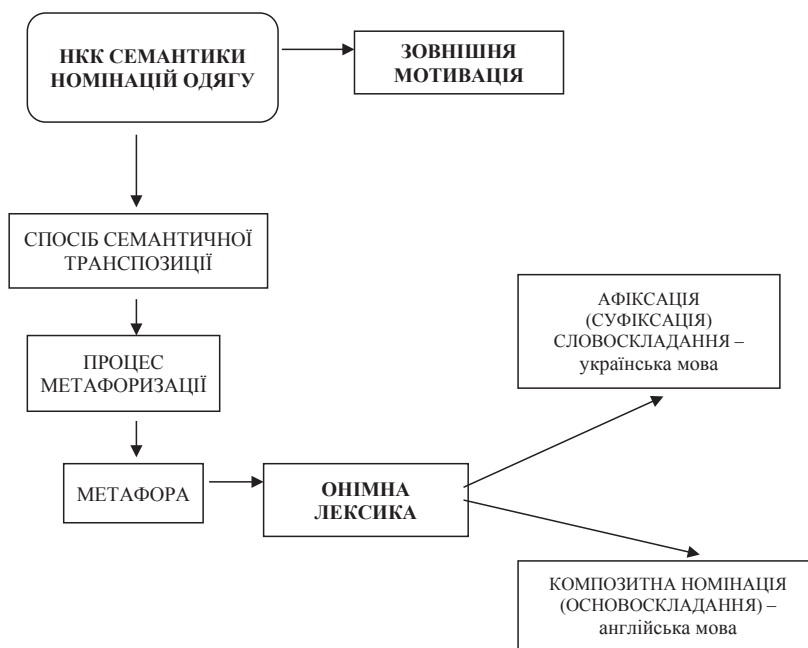 НКК СЕМАНТИКИ
НОМІНАЦІЙ ОДЯГУ
ЗОВНІШНЯ
МОТИВАЦІЯ
СПОСІБ СЕМАНТИЧНОЇ
ТРАНСПОЗИЦІЇ
ПРОЦЕС
МЕТАФОРИЗАЦІЇ
МЕТАФОРА
ОНІМНА
ЛЕКСИКА
АФІКСАЦІЯ
(СУФІКСАЦІЯ)
СЛОВОСКЛАДАННЯ –
українська мова
КОМПОЗИТНА НОМІНАЦІЯ
(ОСНОВОСКЛАДАННЯ) –
англійська мова